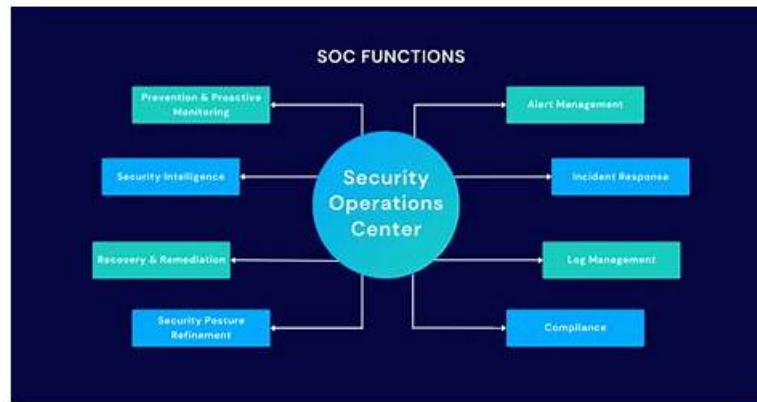 SOC FUNCTIONS
Prevention & Proactive
Monitoring
Alert Management
Security Intelligence
Security
Operations
Center
Incident Response
Recovery & Remediation
Log Management
Security Posture
Refinement
Compliance